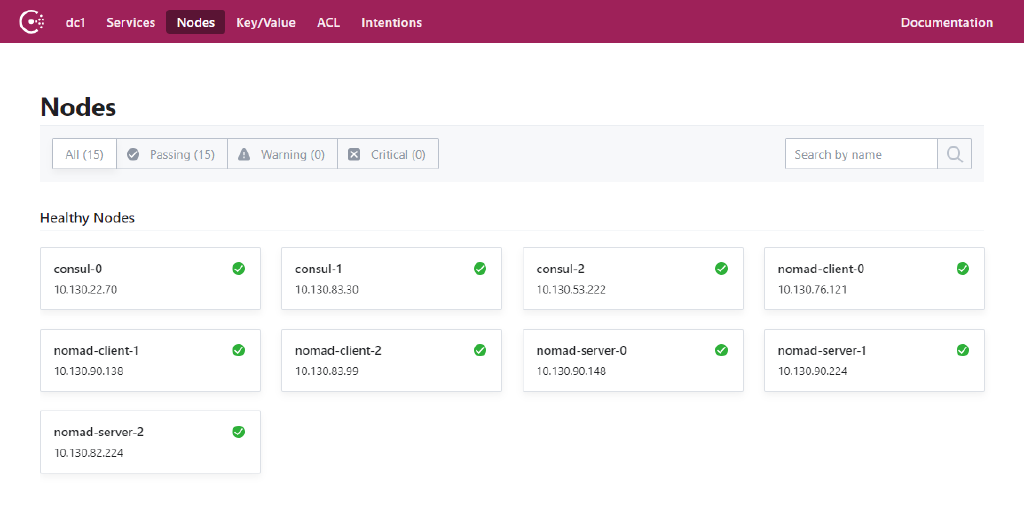 dc1 Services Nodes Key/Value ACL Intentions Documentation
Nodes
All (15) Passing (15) Warning (0) Critical (0) Search by name
Healthy Nodes
consul-0 consul-1 consul-2 nomad-client-0
10.130.22.70 10.130.83.30 10.130.53.222 10.130.76.121
nomad-client-1 nomad-client-2 nomad-server-0 nomad-server-1
10.130.90.138 10.130.83.99 10.130.90.148 10.130.90.224
nomad-server-2
10.130.82.224